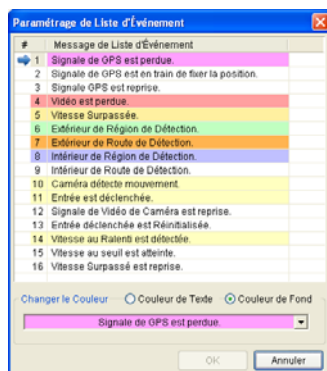 Paramétrage de Liste d'Événement
# Message de Liste d'Événement
1 Signale de GPS est perdue.
2 Signale de GPS est en train de fixer la position.
3 Signale GPS est reprise.
4 Vidéo est perdue.
5 Vitesse Surpassée.
6 Extérieur de Région de Détection.
7 Extérieur de Route de Détection.
8 Intérieur de Région de Détection.
9 Intérieur de Route de Détection.
10 Caméra détecte mouvement.
11 Entrée est déclenchée.
12 Signale de Vidéo de Caméra est reprise.
13 Entrée déclenchée est Réinitialisée.
14 Vitesse au Ralenti est détectée.
15 Vitesse au seuil est atteinte.
16 Vitesse Surpassé est reprise.
Changer le Couleur Couleur de Texte Couleur de Fond
Signale de GPS est perdue.
OK Annuler